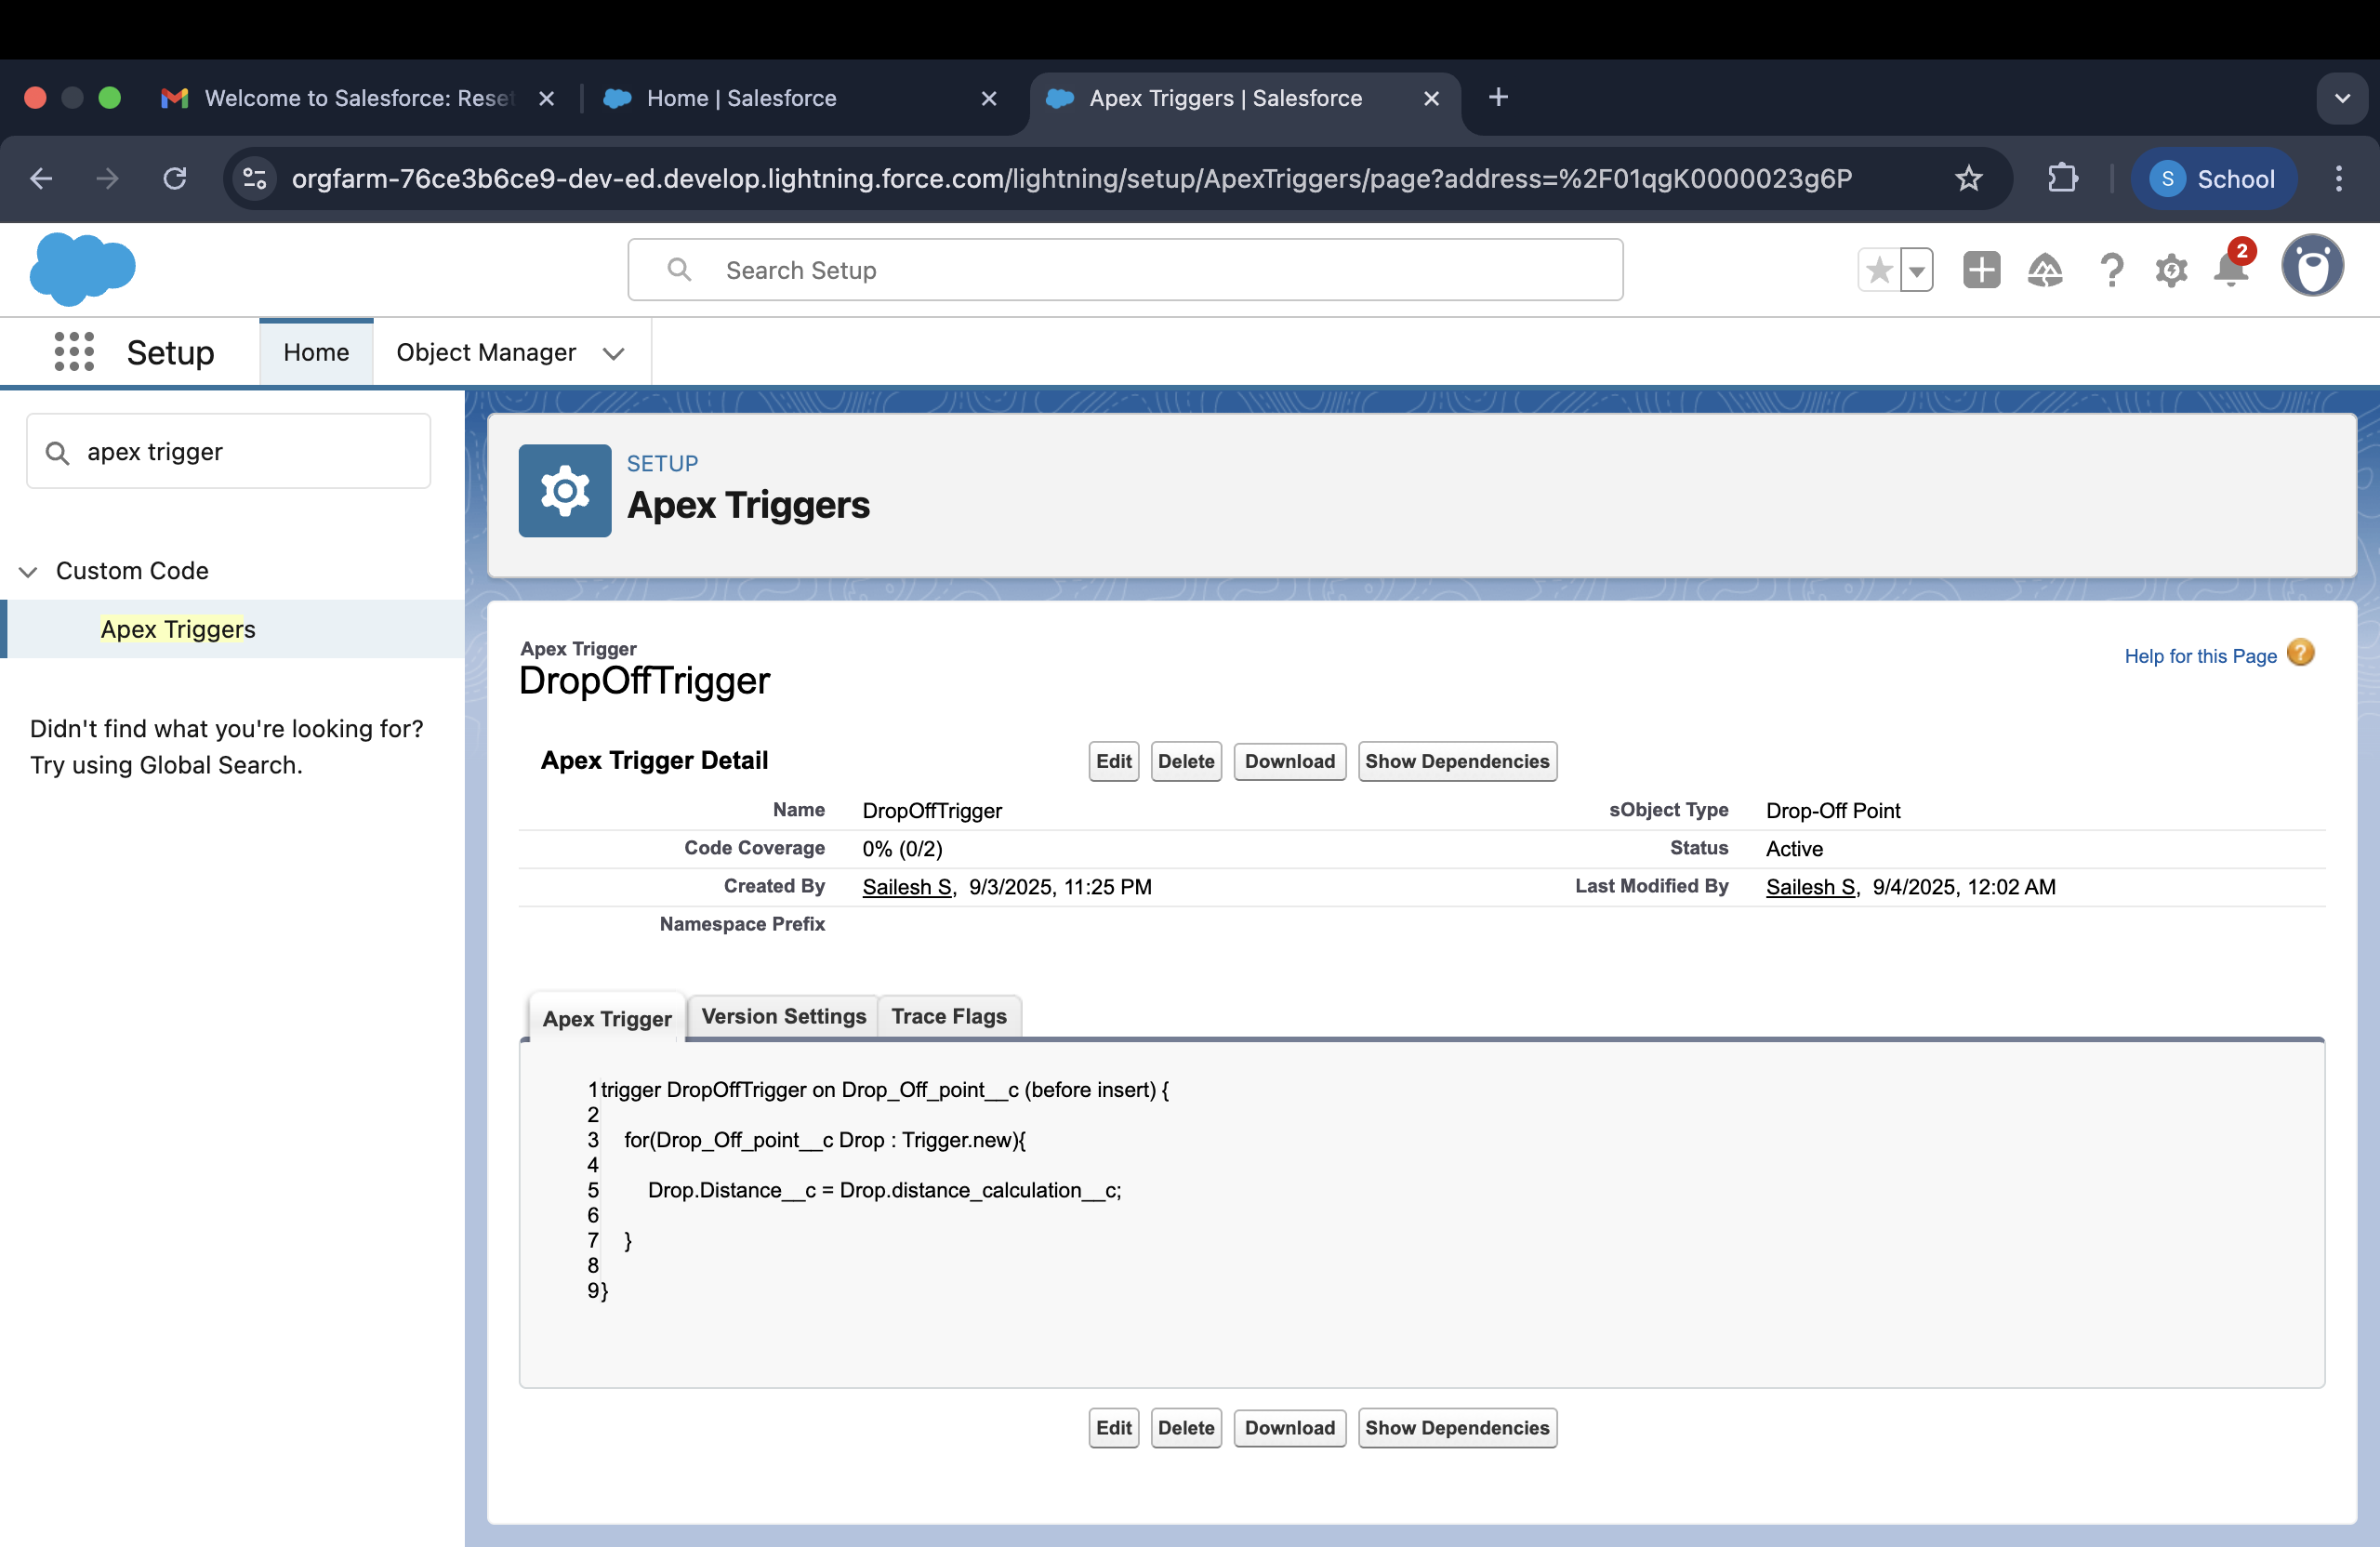 Welcome to Salesforce: Reset
Home | Salesforce
Apex Triggers | Salesforce
orgfarm-76ce3b6ce9-dev-ed.develop.lightning.force.com/lightning/setup/ApexTriggers/page?address=%2F01qgK0000023g6P
S School
Search Setup
2
Setup
Home
Object Manager
apex trigger
Custom Code
Apex Triggers
Didn't find what you're looking for?
Try using Global Search.
SETUP
Apex Triggers
Apex Trigger
DropOffTrigger
Help for this Page ?
Apex Trigger Detail
Edit Delete Download Show Dependencies
Name DropOffTrigger sObject Type Drop-Off Point
Code Coverage 0% (0/2) Status Active
Created By Sailesh S, 9/3/2025, 11:25 PM Last Modified By Sailesh S, 9/4/2025, 12:02 AM
Namespace Prefix
Apex Trigger Version Settings Trace Flags
1 trigger DropOffTrigger on Drop_Off_point__c (before insert) {
2
3 for(Drop_Off_point__c Drop : Trigger.new){
4
5 Drop.Distance__c = Drop.distance_calculation__c;
6
7 }
8
9 }
Edit Delete Download Show Dependencies